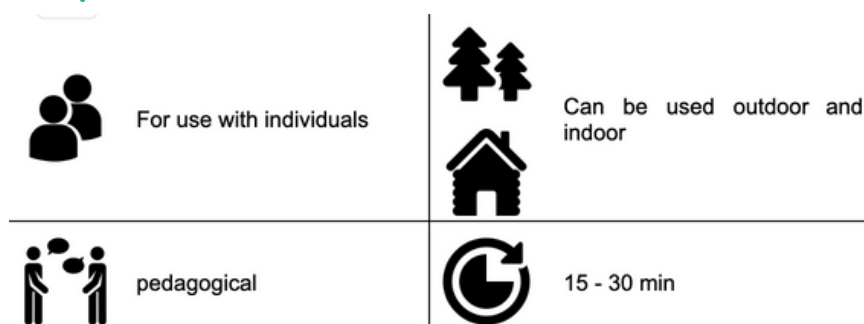 For use with individuals
Can be used outdoor and
indoor
pedagogical
15 - 30 min